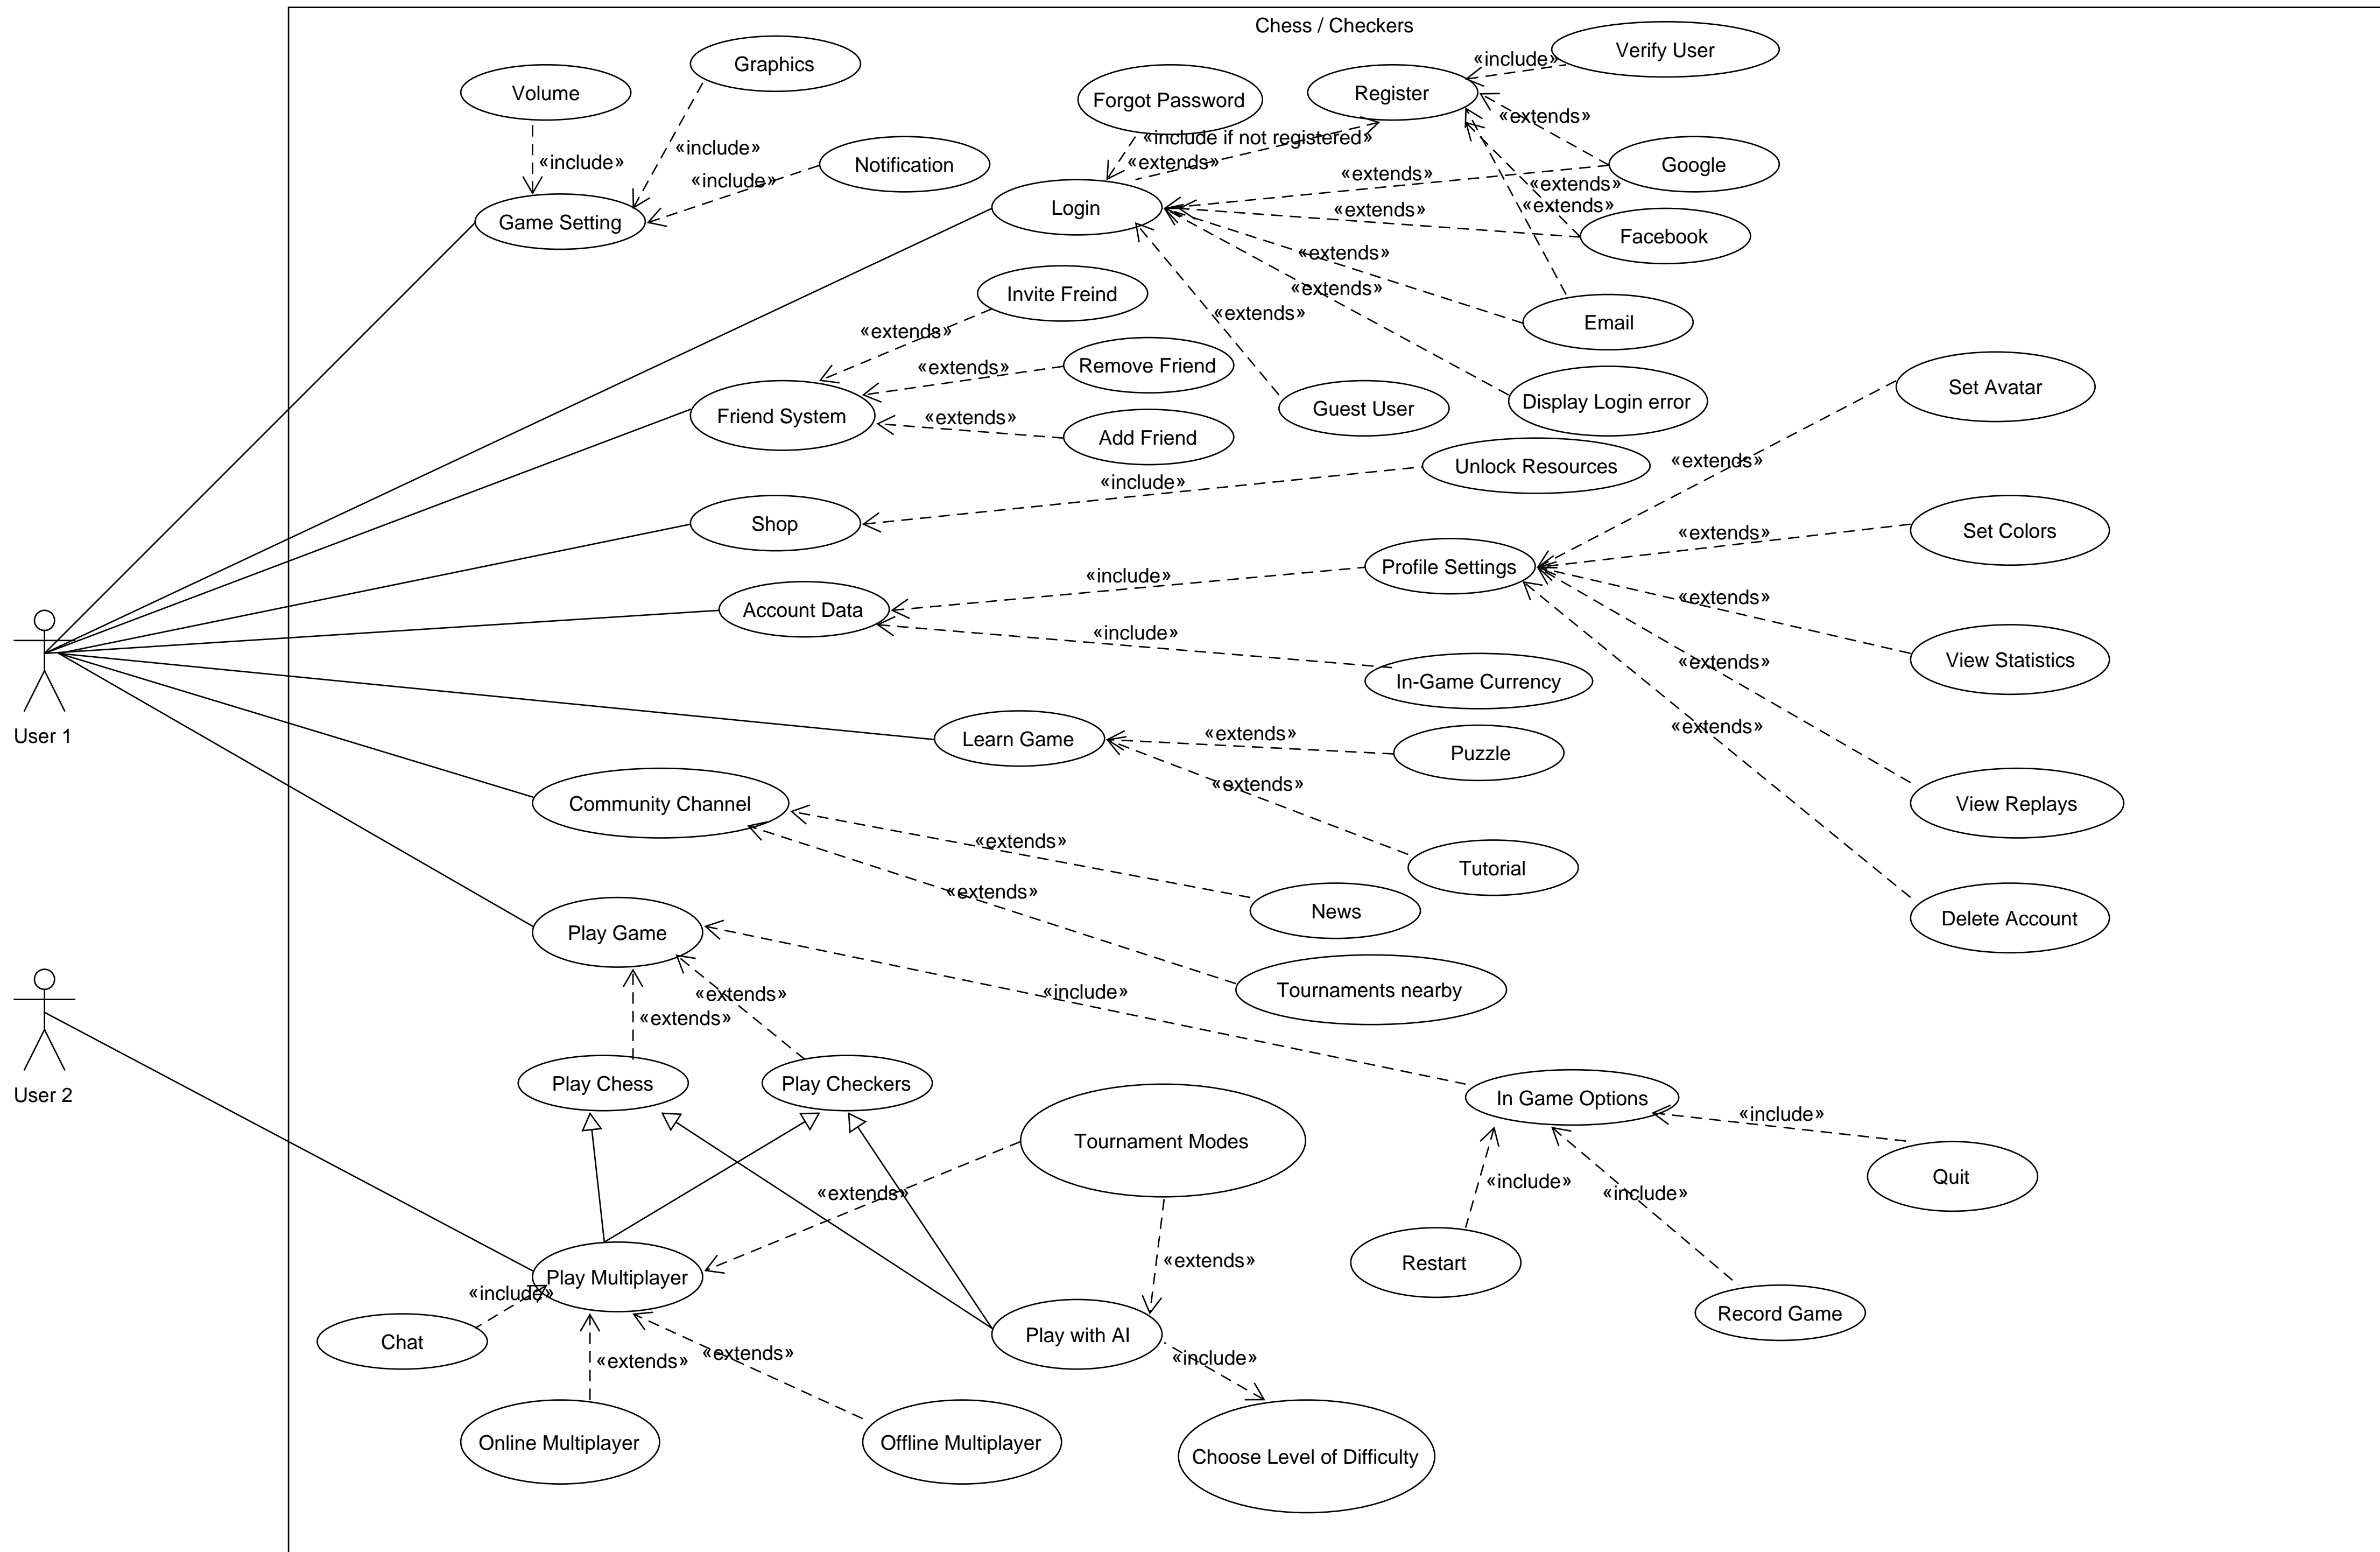 Chess / Checkers
Verify User
Graphics
«include»
Volume
Forgot Password
Register
«extends»
«include if not registered»
«include»
«include»
«extends»
Notification
Google
«include»
«extends»
«extends»
«extends»
«extends»
Login
Game Setting
Facebook
«extends»
«extends»
Invite Freind
«extends»
Email
«extends»
Remove Friend
«extends»
Set Avatar
Display Login error
Guest User
Friend System
«extends»
Add Friend
«extends»
Unlock Resources
«include»
Shop
Set Colors
«extends»
Profile Settings
«include»
«extends»
Account Data
«include»
View Statistics
«extends»
In-Game Currency
«extends»
User 1
«extends»
Learn Game
Puzzle
«extends»
Community Channel
View Replays
«extends»
Tutorial
«extends»
News
Delete Account
Play Game
Tournaments nearby
«extends»
«include»
«extends»
Play Chess
Play Checkers
User 2
In Game Options
«include»
Tournament Modes
Quit
«include»
«extends»
«include»
«extends»
Restart
Play Multiplayer
«include»
Record Game
Play with AI
Chat
«extends»
«extends»
«include»
Online Multiplayer
Offline Multiplayer
Choose Level of Difficulty